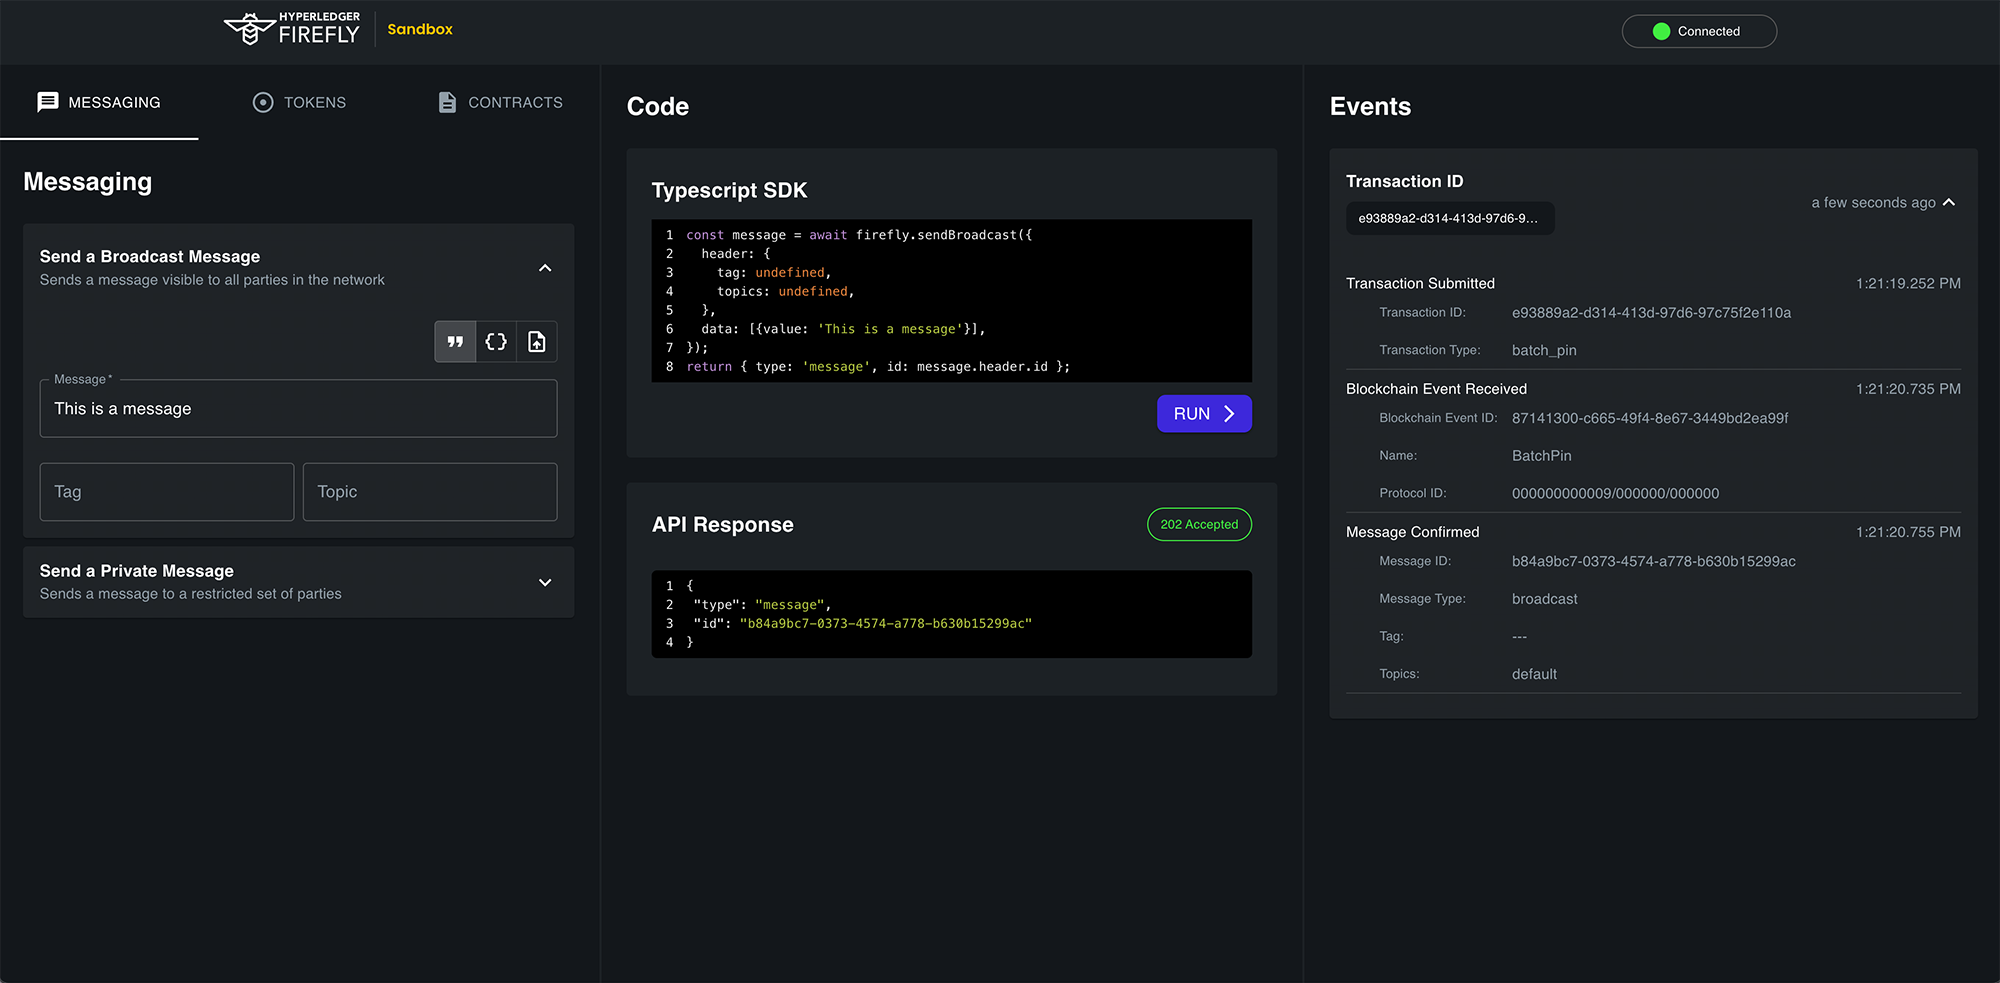 HYPERLEDGER
FIREFLY
Sandbox
Connected
MESSAGING
TOKENS
CONTRACTS
Messaging
Send a Broadcast Message
Sends a message visible to all parties in the network
Message *
This is a message
Tag
Topic
Send a Private Message
Sends a message to a restricted set of parties
Code
Typescript SDK
1 const message = await firefly.sendBroadcast({
2   header: {
3     tag: undefined,
4     topics: undefined,
5   },
6   data: [{value: 'This is a message'}],
7 });
8 return { type: 'message', id: message.header.id };
RUN
API Response
202 Accepted
1 {
2  "type": "message",
3  "id": "b84a9bc7-0373-4574-a778-b630b15299ac"
4 }
Events
Transaction ID
e93889a2-d314-413d-97d6-9...
a few seconds ago
Transaction Submitted 1:21:19.252 PM
Transaction ID: e93889a2-d314-413d-97d6-97c75f2e110a
Transaction Type: batch_pin
Blockchain Event Received 1:21:20.735 PM
Blockchain Event ID: 87141300-c665-49f4-8e67-3449bd2ea99f
Name: BatchPin
Protocol ID: 000000000009/000000/000000
Message Confirmed 1:21:20.755 PM
Message ID: b84a9bc7-0373-4574-a778-b630b15299ac
Message Type: broadcast
Tag: ---
Topics: default